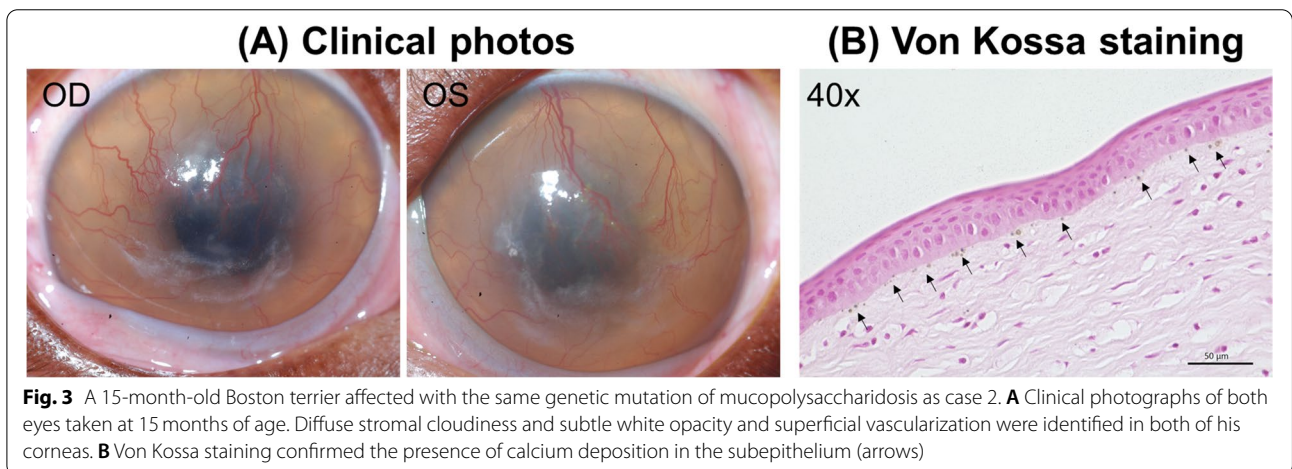 (A) Clinical photos
(B) Von Kossa staining
OD
OS
40x
50 µm
Fig. 3 A 15-month-old Boston terrier affected with the same genetic mutation of mucopolysaccharidosis as case 2. A Clinical photographs of both
eyes taken at 15 months of age. Diffuse stromal cloudiness and subtle white opacity and superficial vascularization were identified in both of his
corneas. B Von Kossa staining confirmed the presence of calcium deposition in the subepithelium (arrows)